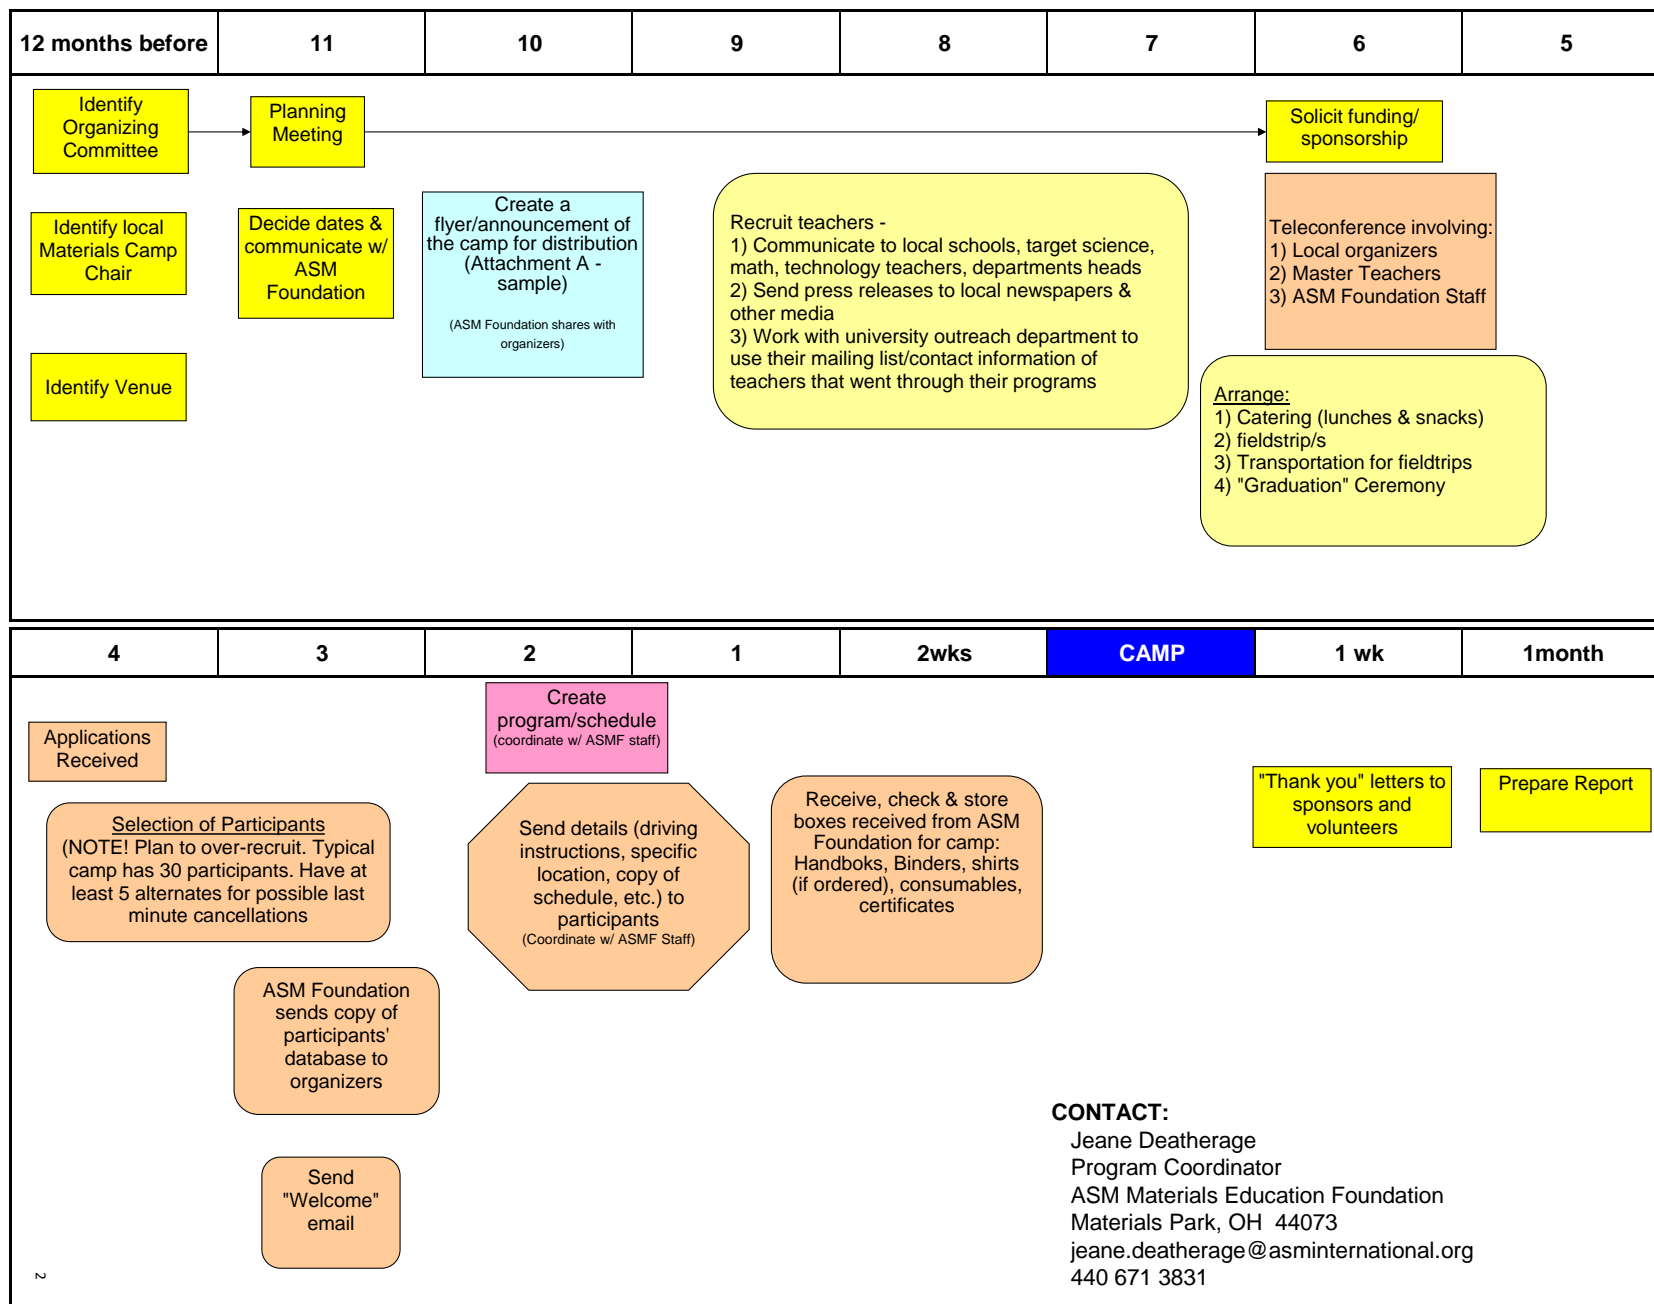 12 months before
11
10
9
8
7
6
5
Identify
Organizing
Committee
Planning
Meeting
Solicit funding/
sponsorship
Identify local
Materials Camp
Chair
Decide dates &
communicate w/
ASM
Foundation
Create a
flyer/announcement of
the camp for distribution
(Attachment A -
sample)
(ASM Foundation shares with
organizers)
Recruit teachers -
1) Communicate to local schools, target science,
math, technology teachers, departments heads
2) Send press releases to local newspapers &
other media
3) Work with university outreach department to
use their mailing list/contact information of
teachers that went through their programs
Teleconference involving:
1) Local organizers
2) Master Teachers
3) ASM Foundation Staff
Identify Venue
Arrange:
1) Catering (lunches & snacks)
2) fieldstrip/s
3) Transportation for fieldtrips
4) "Graduation" Ceremony
4
3
2
1
2wks
CAMP
1 wk
1month
Applications
Received
Create
program/schedule
(coordinate w/ ASMF staff)
Selection of Participants
(NOTE! Plan to over-recruit. Typical
camp has 30 participants. Have at
least 5 alternates for possible last
minute cancellations
Send details (driving
instructions, specific
location, copy of
schedule, etc.) to
participants
(Coordinate w/ ASMF Staff)
Receive, check & store
boxes received from ASM
Foundation for camp:
Handboks, Binders, shirts
(if ordered), consumables,
certificates
"Thank you" letters to
sponsors and
volunteers
Prepare Report
ASM Foundation
sends copy of
participants'
database to
organizers
Send
"Welcome"
email
CONTACT:
Jeane Deatherage
Program Coordinator
ASM Materials Education Foundation
Materials Park, OH  44073
jeane.deatherage@asminternational.org
440 671 3831
2